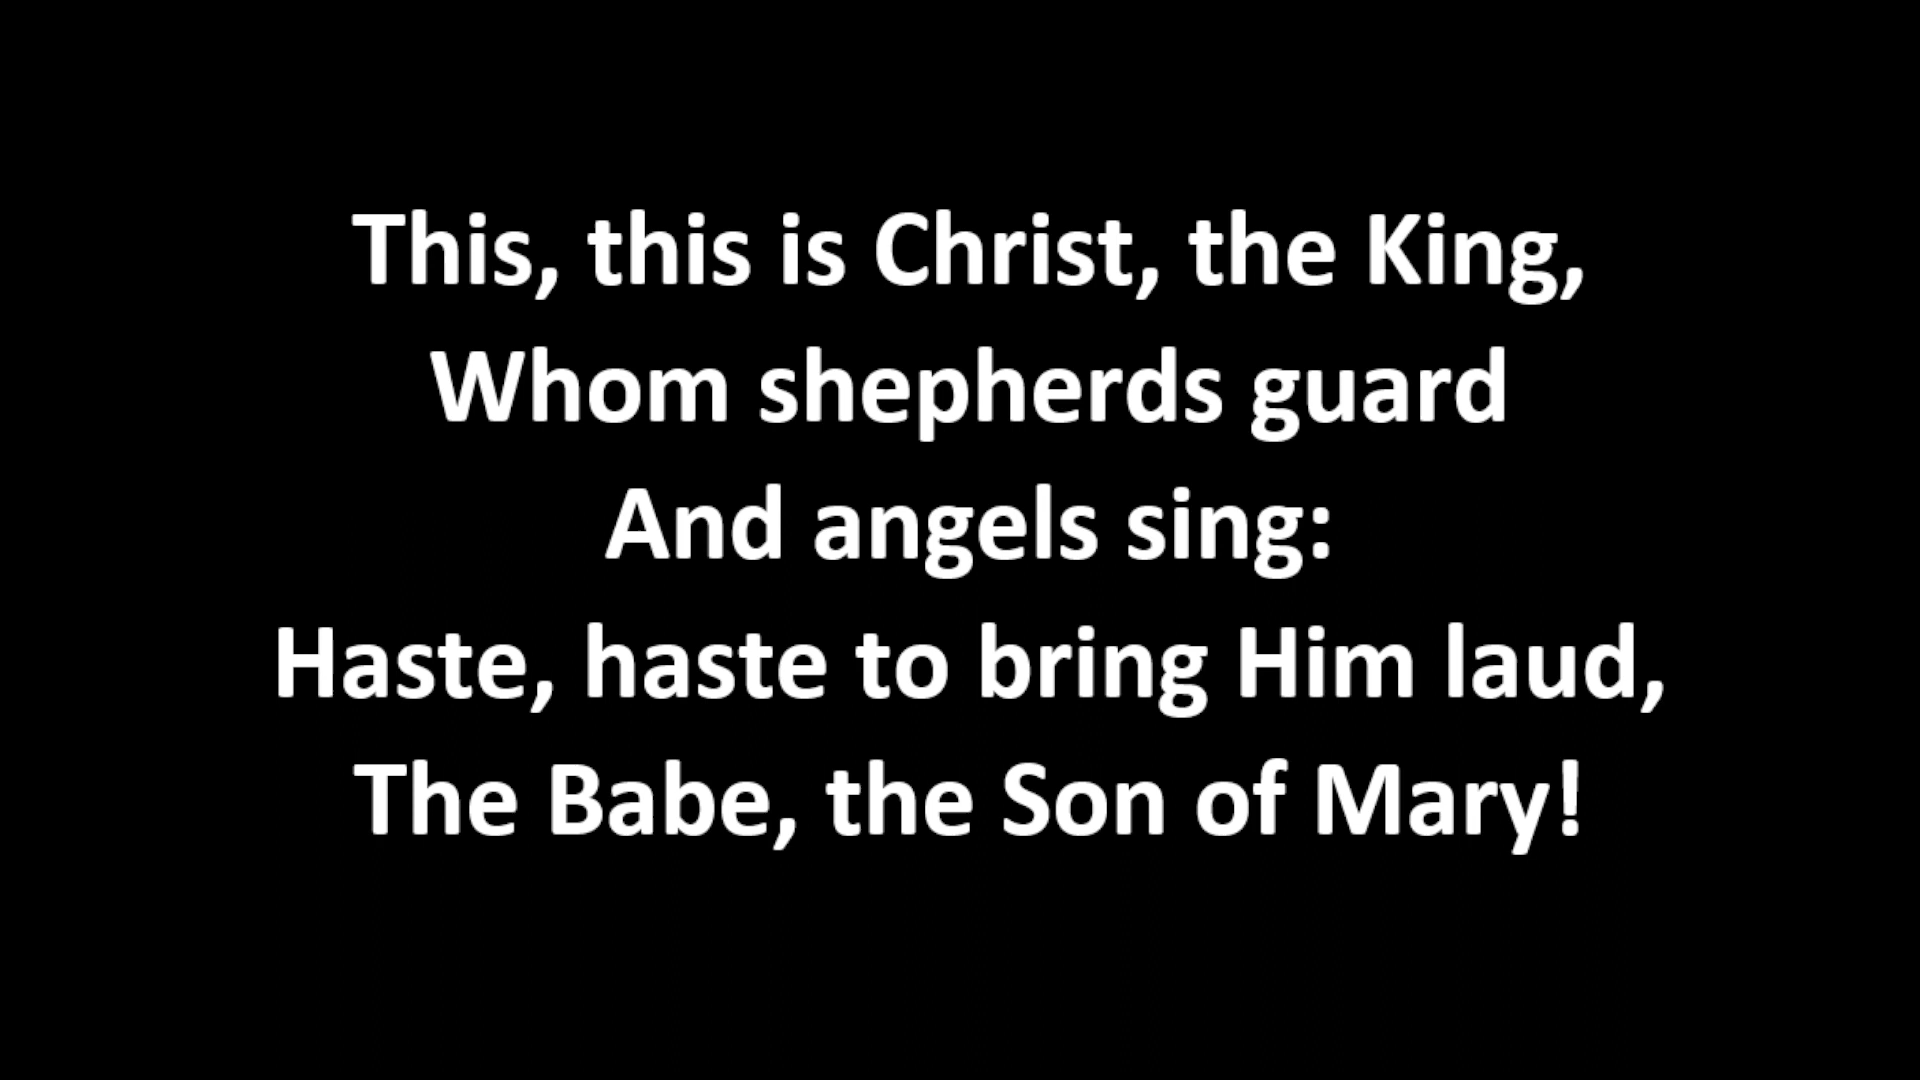 This, this is Christ, the King,
Whom shepherds guard
And angels sing:
Haste, haste to bring Him laud,
The Babe, the Son of Mary!